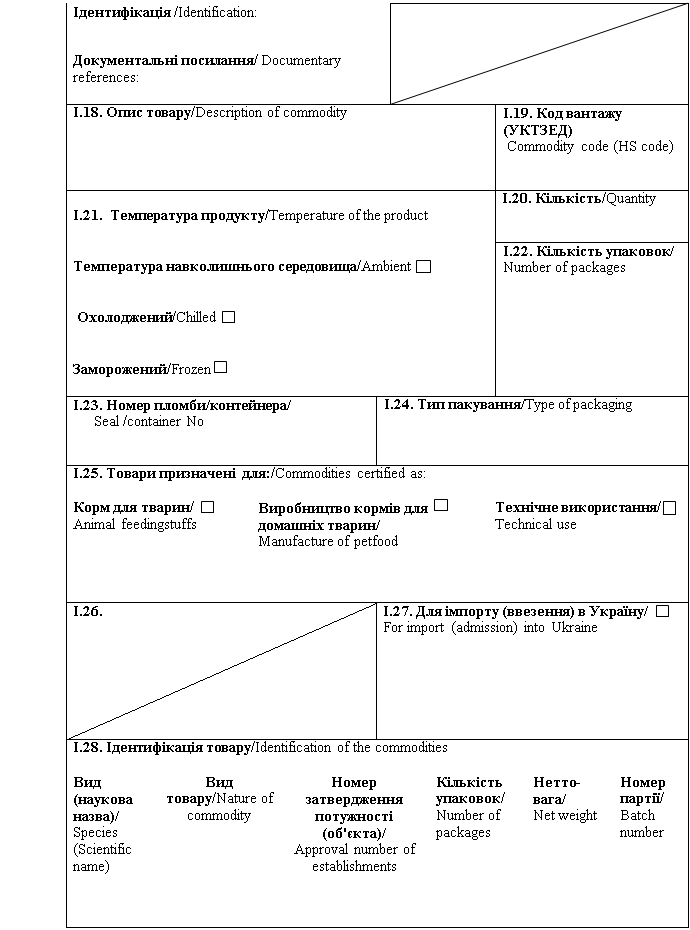 Ідентифікація /Identification:
Документальні посилання/ Documentary
references:
I.18. Опис товару/Description of commodity
I.19. Код вантажу
(УКТЗЕД)
Commodity code (HS code)
I.20. Кількість/Quantity
I.21. Температура продукту/Temperature of the product
I.22. Кількість упаковок/
Number of packages
Температура навколишнього середовища/Ambient
Охолоджений/Chilled
Заморожений/Frozen
I.23. Номер пломби/контейнера/
Seal /container No
I.24. Тип пакування/Type of packaging
I.25. Товари призначені для:/Commodities certified as:
Корм для тварин/
Animal feedingstuffs
Виробництво кормів для
домашніх тварин/
Manufacture of petfood
Технічне використання/
Technical use
I.26.
I.27. Для імпорту (ввезення) в Україну/
For import (admission) into Ukraine
I.28. Ідентифікація товару/Identification of the commodities
Вид
(наукова
назва)/
Species
(Scientific
name)
Вид
товару/Nature of
commodity
Номер
затвердження
потужності
(об'єкта)/
Approval number of
establishments
Кількість
упаковок/
Number of
packages
Нетто-
вага/
Net weight
Номер
партії/
Batch
number